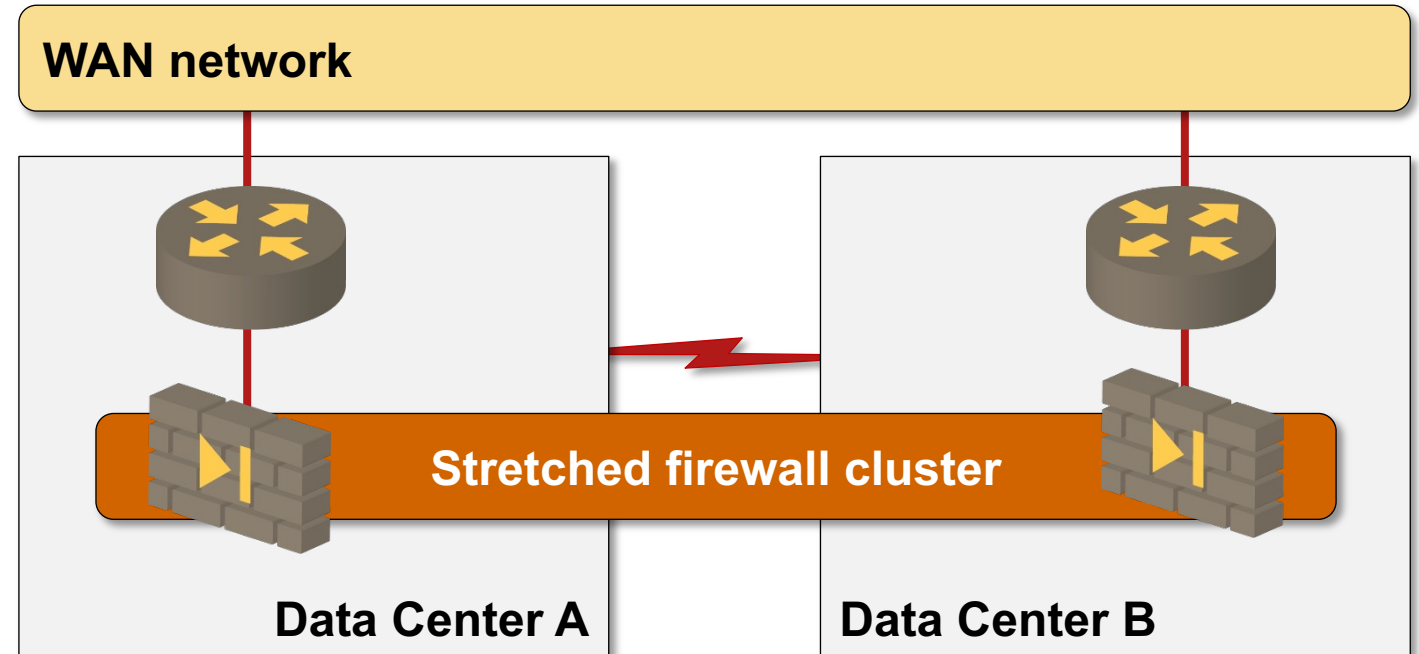 WAN network
Stretched firewall cluster
Data Center A
Data Center B